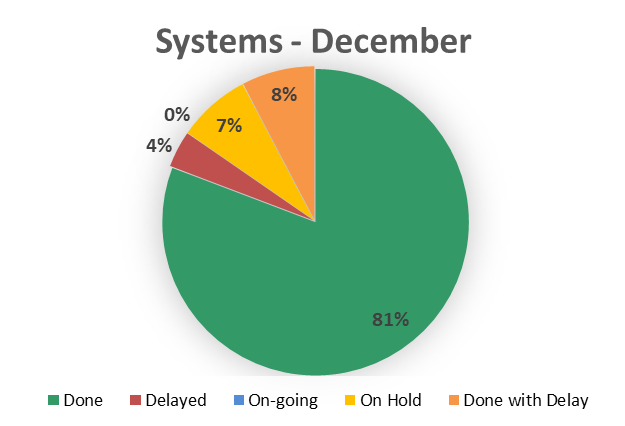 Systems - December
8%
0%
7%
4%
81%
Done
Delayed
On-going
On Hold
Done with Delay